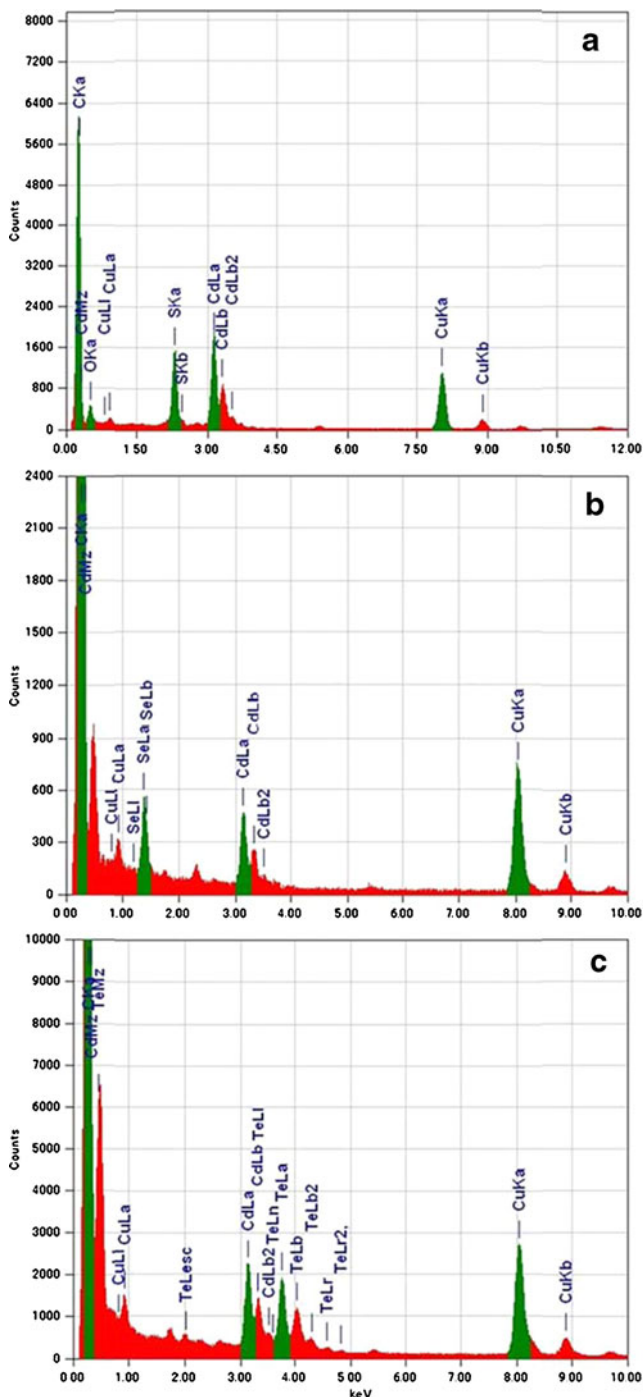 a
8000
7200
6400
5600
4800
4000
3200
2400
1600
800
0
Counts
CKa
CdMz
OKa
CuLl
CuLa
SKa
SKb
CdLa
CdLb
CdLb2
CuKa
CuKb
0.00 1.50 3.00 4.50 6.00 7.50 9.00 10.50 12.00
b
2400
2100
1800
1500
1200
900
600
300
0
Counts
CdMz
CKa
CuLl
CuLa
SeLl
SeLa
SeLb
CdLa
CdLb
CdLb2
CuKa
CuKb
0.00 1.00 2.00 3.00 4.00 5.00 6.00 7.00 8.00 9.00 10.00
c
10000
9000
8000
7000
6000
5000
4000
3000
2000
1000
0
Counts
CdMz CKa
TeMz
CuLl
CuLa
TeLesc
CdLa
CdLb TeLl
CdLb2 TeLn
TeLa
TeLb
TeLb2
TeLr
TeLr2,
CuKa
CuKb
0.00 1.00 2.00 3.00 4.00 5.00 6.00 7.00 8.00 9.00 10.00
keV